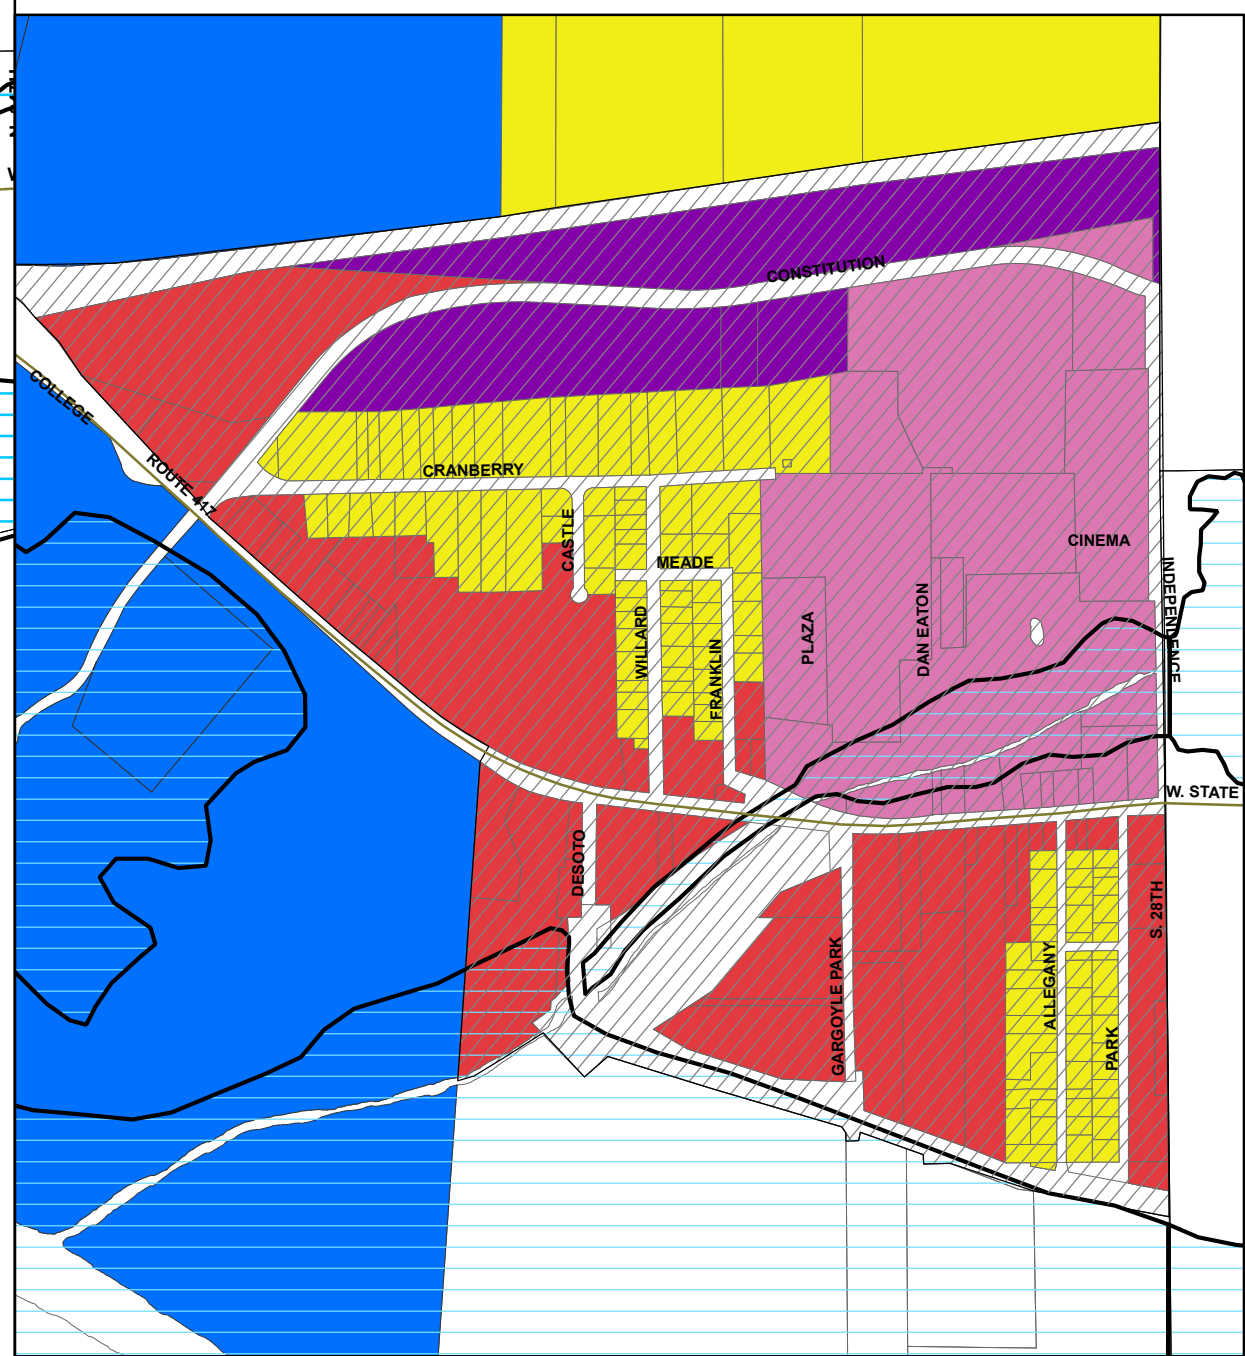 CONSTITUTION
COLLEGE
ROUTE 417
CRANBERRY
CASTLE
MEADE
CINEMA
INDEPENDENCE
WILLARD
FRANKLIN
PLAZA
DAN EATON
W. STATE
DESOTO
S. 28TH
GARGOYLE PARK
ALLEGANY
PARK